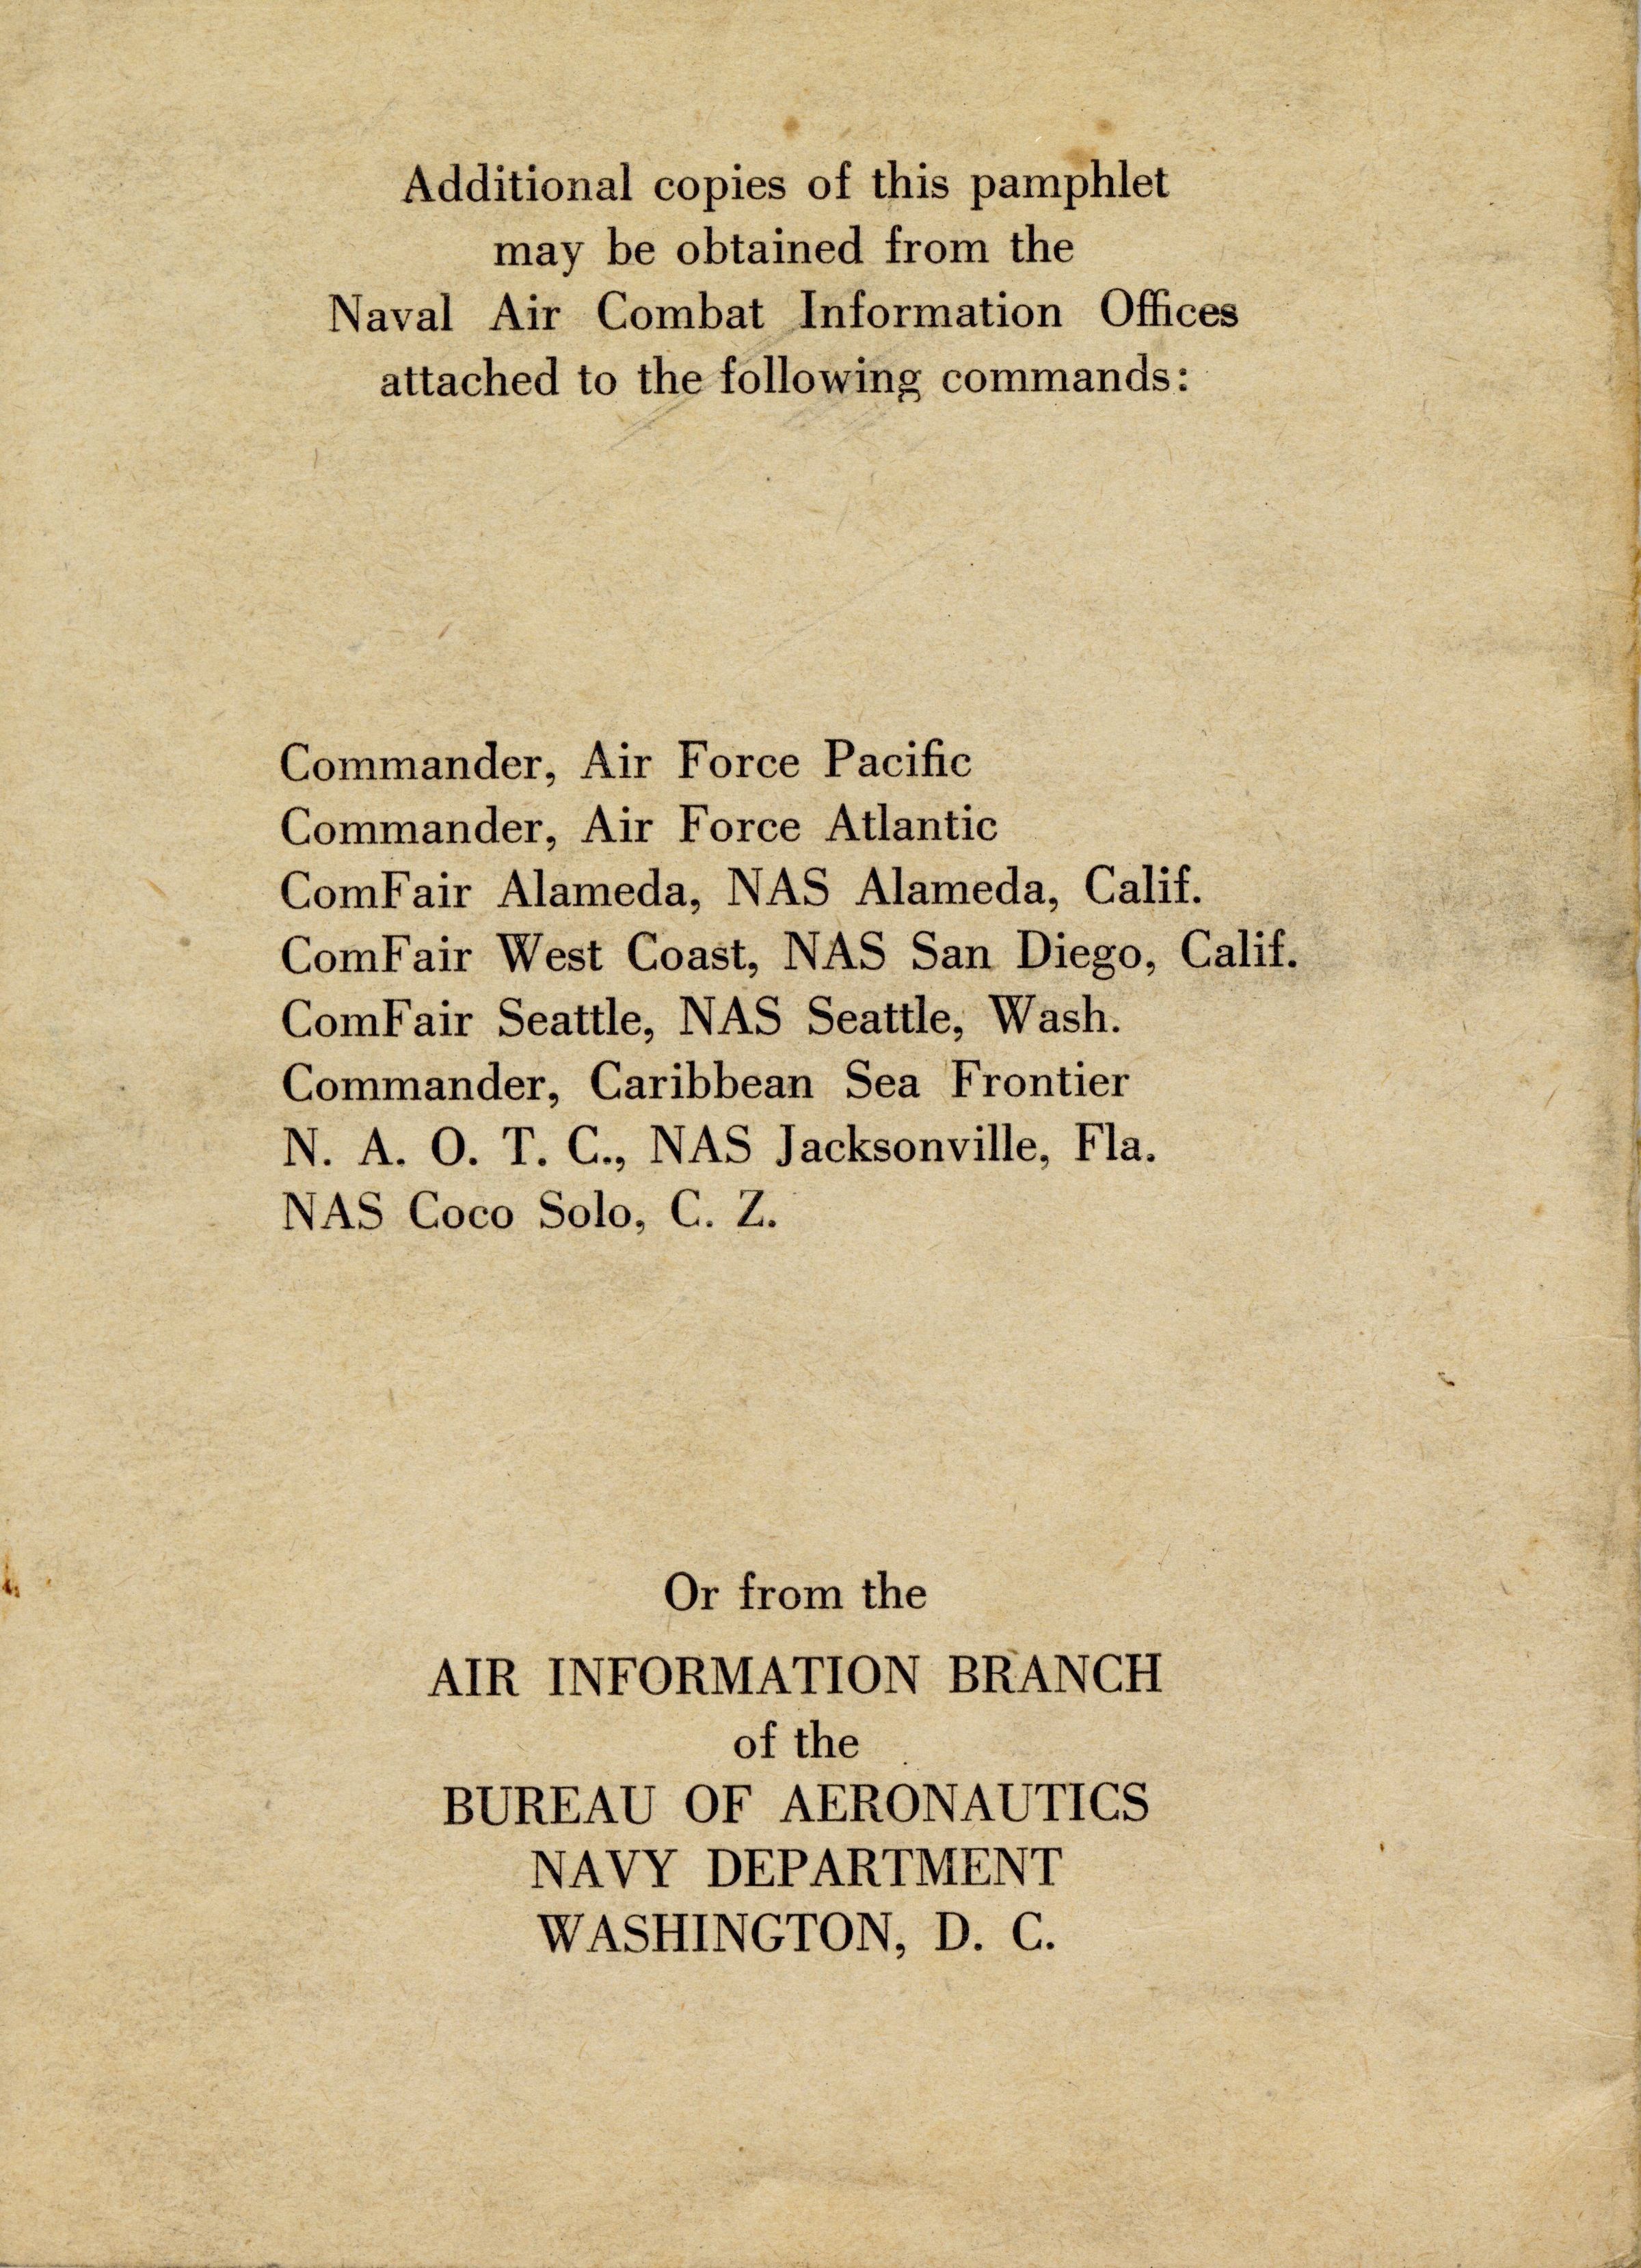 Additional copies of this pamphlet
may be obtained from the
Naval Air Combat Information Offices
attached to the following commands:
Commander, Air Force Pacific
Commander, Air Force Atlantic
ComFair Alameda, NAS Alameda, Calif.
ComFair West Coast, NAS San Diego, Calif.
ComFair Seattle, NAS Seattle, Wash.
Commander, Caribbean Sea Frontier
N. A. O. T. C., NAS Jacksonville, Fla.
NAS Coco Solo, C. Z.
Or from the
AIR INFORMATION BRANCH
of the
BUREAU OF AERONAUTICS
NAVY DEPARTMENT
WASHINGTON, D. C.